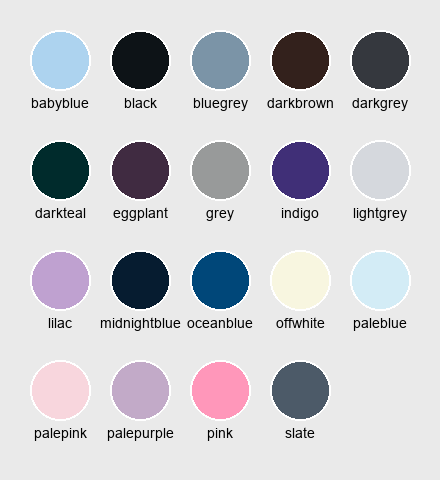 babyblue black bluegrey darkbrown darkgrey
darkteal eggplant grey indigo lightgrey
lilac midnightblue oceanblue offwhite paleblue
palepink palepurple pink slate